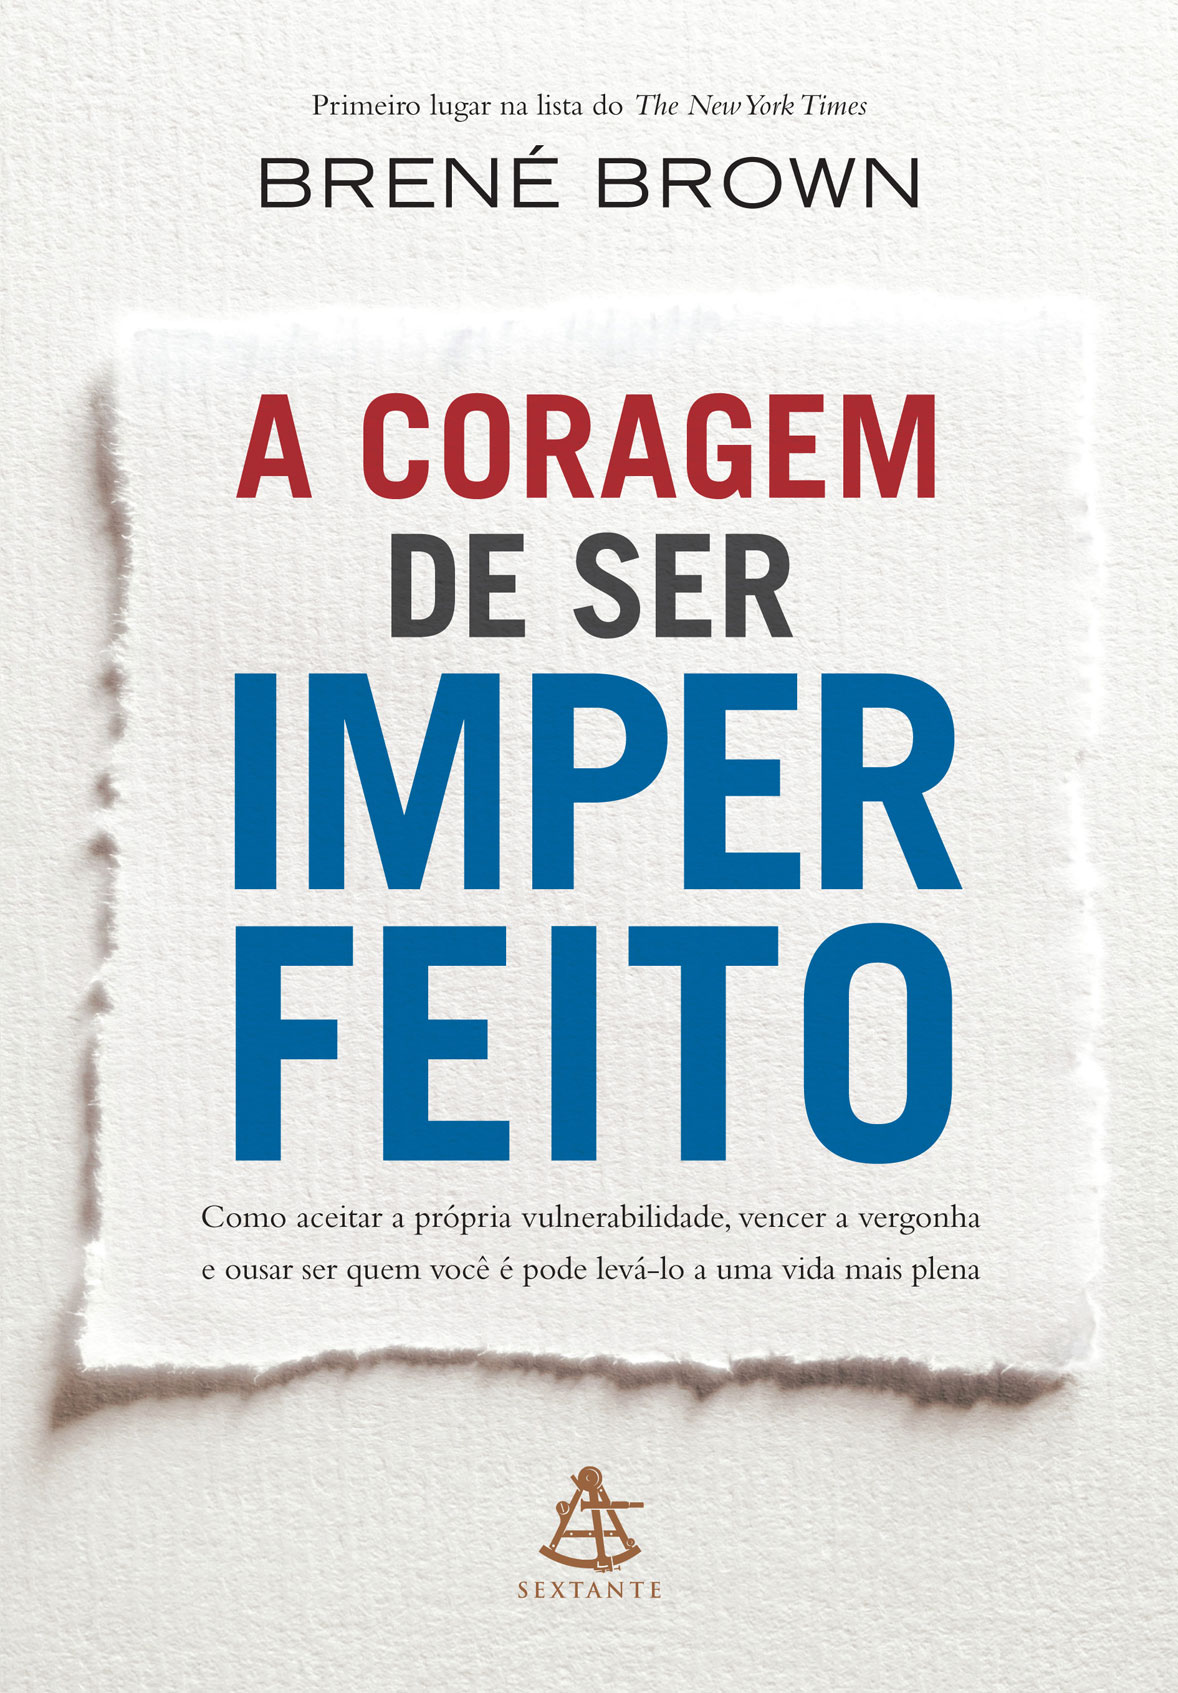 Primeiro lugar na lista do The New York Times
BRENÉ BROWN
A CORAGEM
DE SER
IMPER
FEITO
Como aceitar a própria vulnerabilidade, vencer a vergonha
e ousar ser quem você é pode levá-lo a uma vida mais plena
SEXTANTE